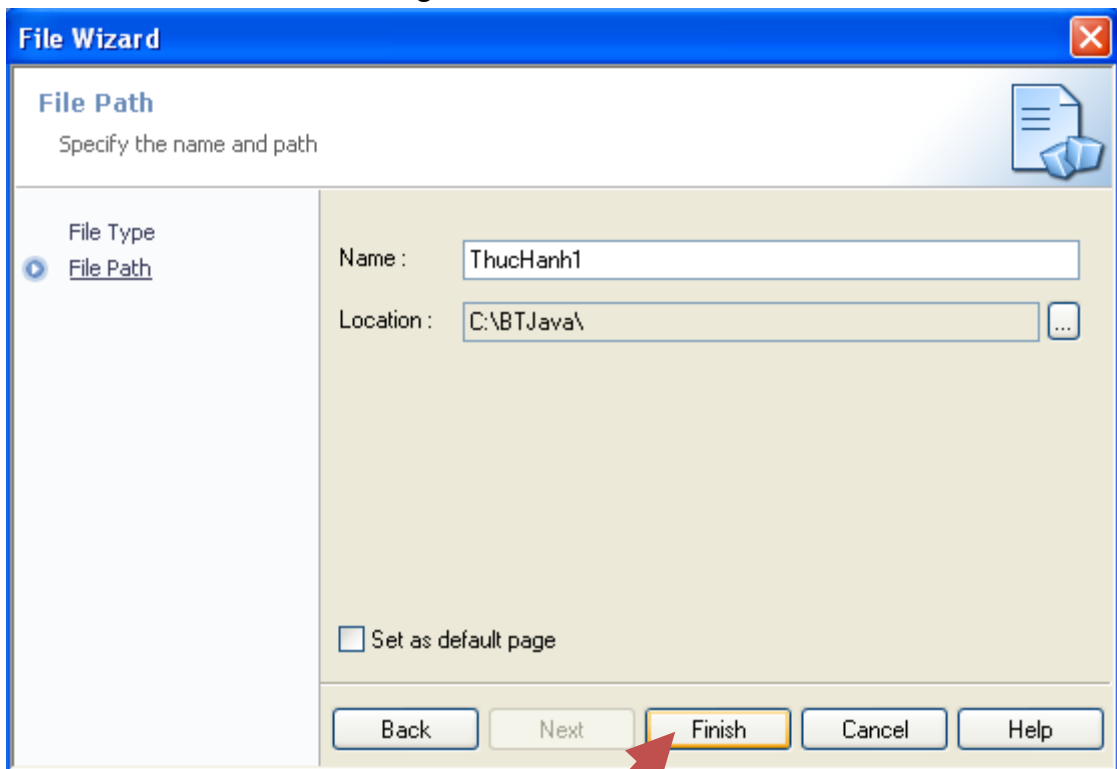 File Wizard
File Path
Specify the name and path
File Type
File Path
Name :
ThucHanh1
Location :
C:\BTJava\
...
Set as default page
Back
Next
Finish
Cancel
Help